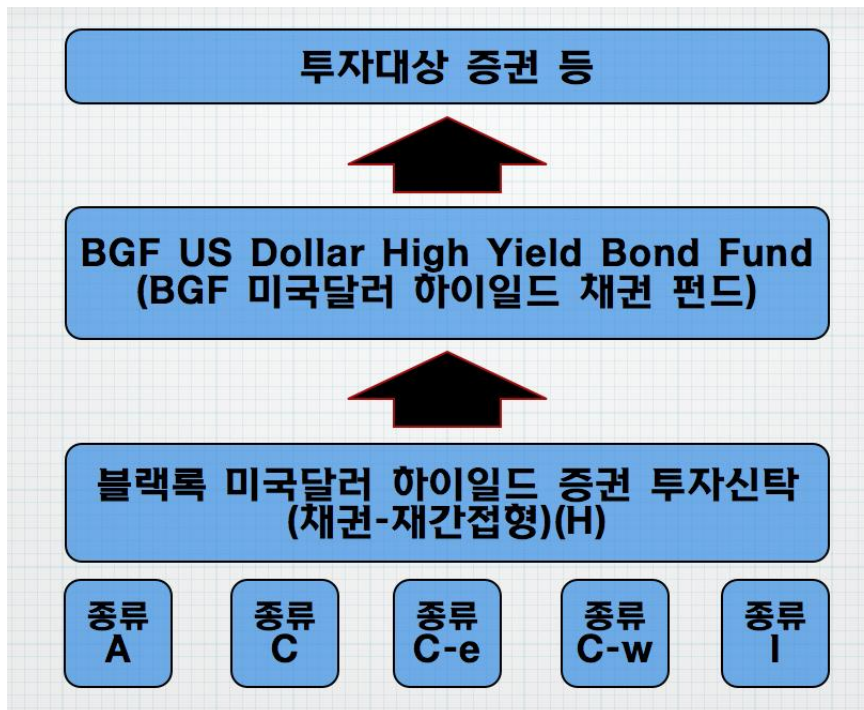 투자대상 증권 등
BGF US Dollar High Yield Bond Fund
(BGF 미국달러 하이일드 채권 펀드)
블랙록 미국달러 하이일드 증권 투자신탁
(채권-재간접형)(H)
종류
A
종류
C
종류
C-e
종류
C-w
종류
I